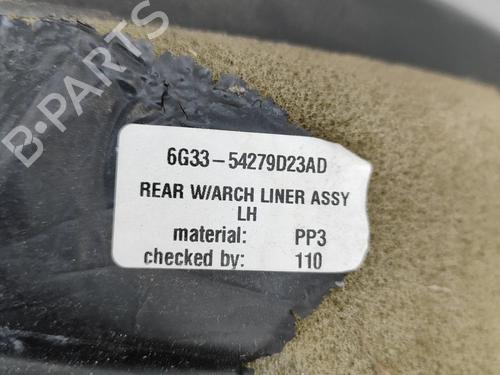 B-PARTS
6G33-54279D23AD
REAR W/ARCH LINER ASSY
LH
material: PP3
checked by: 110